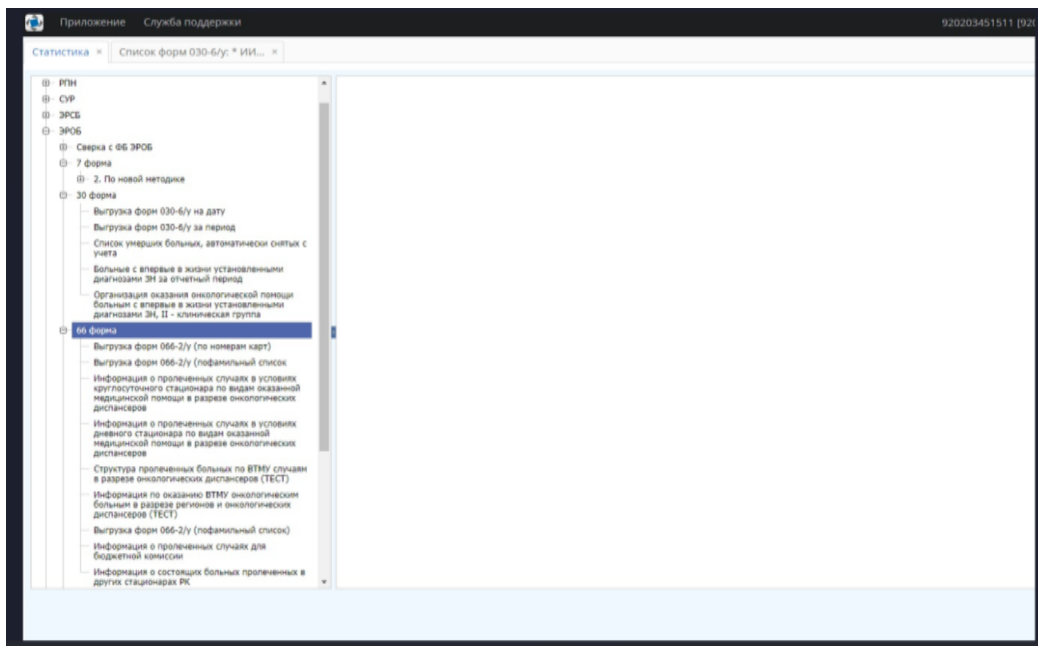 Приложение Служба поддержки 920203451511 [920
Статистика × Список форм 030-6/у: * ИИ... ×
РПН
СУР
ЭРСБ
ЭРОБ
Сверка с ФБ ЭРОБ
7 форма
2. По новой методике
30 форма
Выгрузка форм 030-6/у на дату
Выгрузка форм 030-6/у за период
Список умерших больных, автоматически снятых с
учета
Больные с впервые в жизни установленными
диагнозами ЗН за отчетный период
Организация оказания онкологической помощи
больным с впервые в жизни установленными
диагнозами ЗН, II - клиническая группа
66 форма
Выгрузка форм 066-2/у (по номерам карт)
Выгрузка форм 066-2/у (пофамильный список
Информация о пролеченных случаях в условиях
круглосуточного стационара по видам оказанной
медицинской помощи в разрезе онкологических
диспансеров
Информация о пролеченных случаях в условиях
дневного стационара по видам оказанной
медицинской помощи в разрезе онкологических
диспансеров
Структура пролеченных больных по ВТМУ случаям
в разрезе онкологических диспансеров (ТЕСТ)
Информация по оказанию ВТМУ онкологическим
больным в разрезе регионов и онкологических
диспансеров (ТЕСТ)
Выгрузка форм 066-2/у (пофамильный список)
Информация о пролеченных случаях для
бюджетной комиссии
Информация о состоящих больных пролеченных в
других стационарах РК